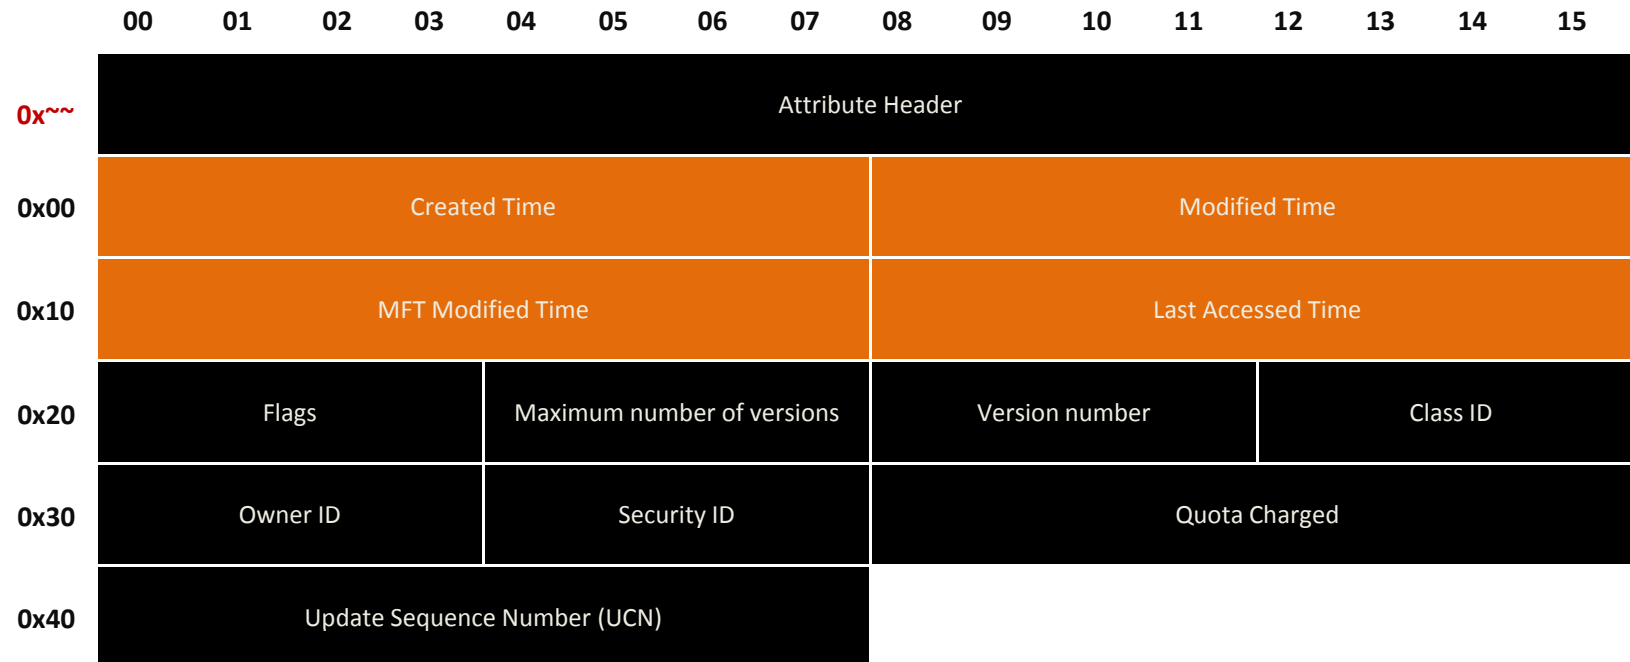 00 01 02 03 04 05 06 07 08 09 10 11 12 13 14 15
0x~~ Attribute Header
0x00 Created Time Modified Time
0x10 MFT Modified Time Last Accessed Time
0x20 Flags Maximum number of versions Version number Class ID
0x30 Owner ID Security ID Quota Charged
0x40 Update Sequence Number (UCN)